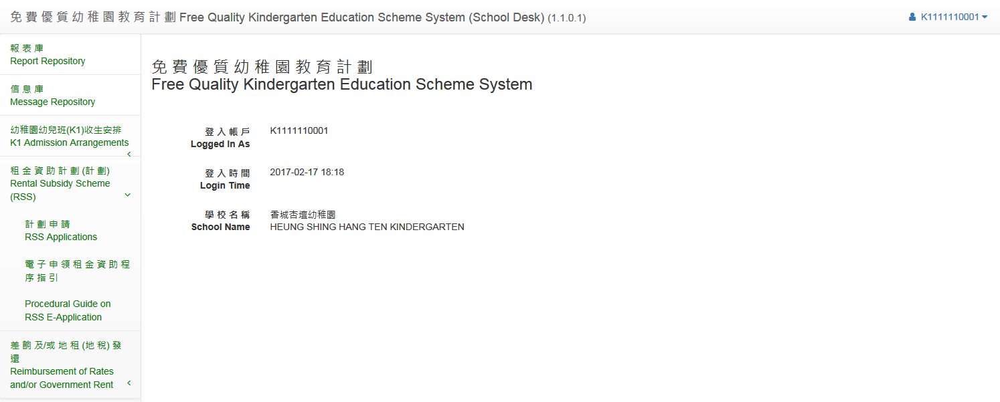 免費優質幼稚園教育計劃 Free Quality Kindergarten Education Scheme System (School Desk) (1.1.0.1)
K1111110001
報表庫
Report Repository
信息庫
Message Repository
幼稚園幼兒班(K1)收生安排
K1 Admission Arrangements
租金資助計劃(計劃)
Rental Subsidy Scheme
(RSS)
計劃申請
RSS Applications
電子申領租金資助程
序指引
Procedural Guide on
RSS E-Application
差餉及/或地租(地稅)發
還
Reimbursement of Rates
and/or Government Rent
免費優質幼稚園教育計劃
Free Quality Kindergarten Education Scheme System
登入帳戶 K1111110001
Logged In As
登入時間 2017-02-17 18:18
Login Time
學校名稱 香城杏壇幼稚園
School Name HEUNG SHING HANG TEN KINDERGARTEN